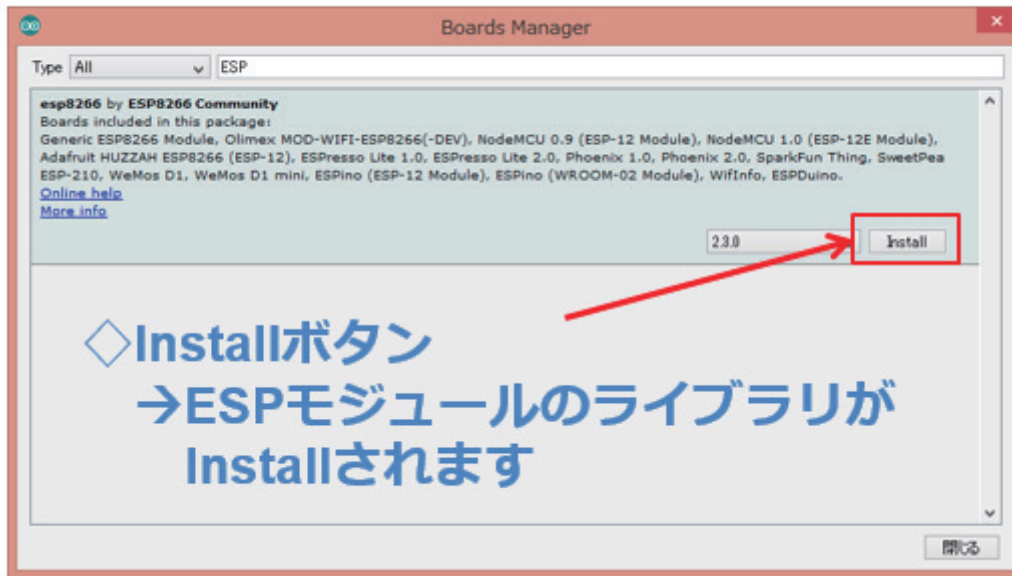 Boards Manager
Type All ESP
esp8266 by ESP8266 Community
Boards included in this package:
Generic ESP8266 Module, Olimex MOD-WIFI-ESP8266(-DEV), NodeMCU 0.9 (ESP-12 Module), NodeMCU 1.0 (ESP-12E Module),
Adafruit HUZZAH ESP8266 (ESP-12), ESPresso Lite 1.0, ESPresso Lite 2.0, Phoenix 1.0, Phoenix 2.0, SparkFun Thing, SweetPea
ESP-210, WeMos D1, WeMos D1 mini, ESPino (ESP-12 Module), ESPino (WROOM-02 Module), WifInfo, ESPDuino.
Online help
More info
2.3.0 Install
◇Installボタン
→ESPモジュールのライブラリが
Installされます
閉じる